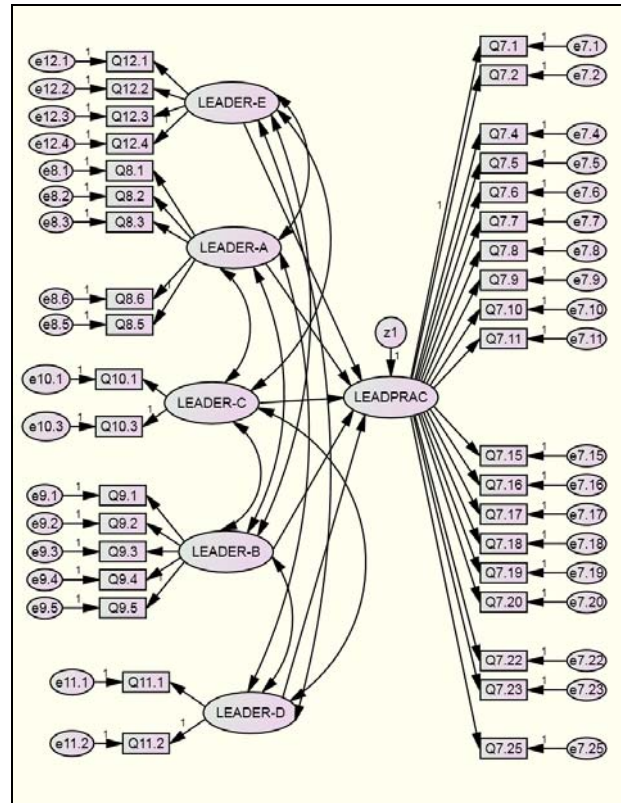 e12.1 1 Q12.1
e12.2 1 Q12.2
e12.3 1 Q12.3
e12.4 1 Q12.4
LEADER-E
e8.1 1 Q8.1
e8.2 1 Q8.2
e8.3 1 Q8.3
e8.6 1 Q8.6
e8.5 1 Q8.5
1
LEADER-A
e10.1 1 Q10.1
e10.3 1 Q10.3
1
LEADER-C
e9.1 1 Q9.1
e9.2 1 Q9.2
e9.3 1 Q9.3
e9.4 1 Q9.4
e9.5 1 Q9.5
1
LEADER-B
e11.1 1 Q11.1
e11.2 1 Q11.2
1
LEADER-D
z1
1
LEADPRAC
1
Q7.1 1 e7.1
Q7.2 1 e7.2
Q7.4 1 e7.4
Q7.5 1 e7.5
Q7.6 1 e7.6
Q7.7 1 e7.7
Q7.8 1 e7.8
Q7.9 1 e7.9
Q7.10 1 e7.10
Q7.11 1 e7.11
Q7.15 1 e7.15
Q7.16 1 e7.16
Q7.17 1 e7.17
Q7.18 1 e7.18
Q7.19 1 e7.19
Q7.20 1 e7.20
Q7.22 1 e7.22
Q7.23 1 e7.23
Q7.25 1 e7.25